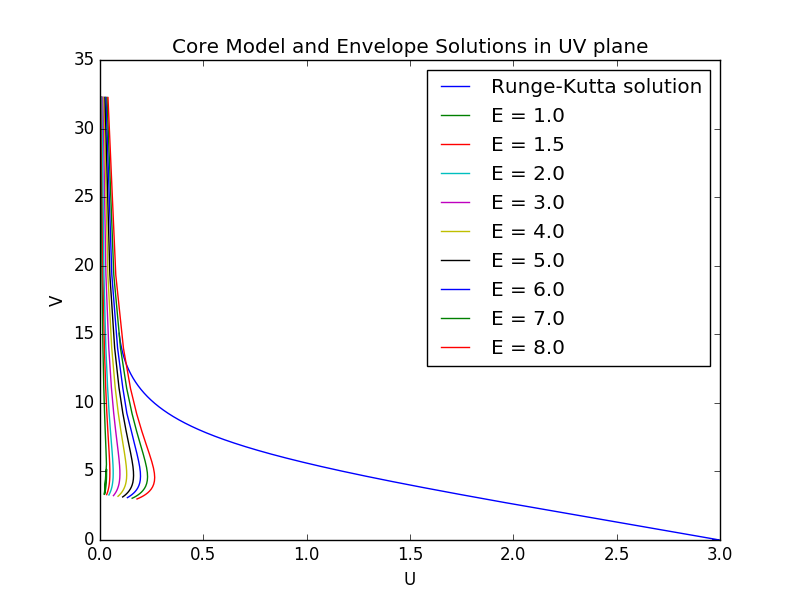 Core Model and Envelope Solutions in UV plane
35
30
25
20
15
10
5
0
V
Runge-Kutta solution
E = 1.0
E = 1.5
E = 2.0
E = 3.0
E = 4.0
E = 5.0
E = 6.0
E = 7.0
E = 8.0
0.0 0.5 1.0 1.5 2.0 2.5 3.0
U